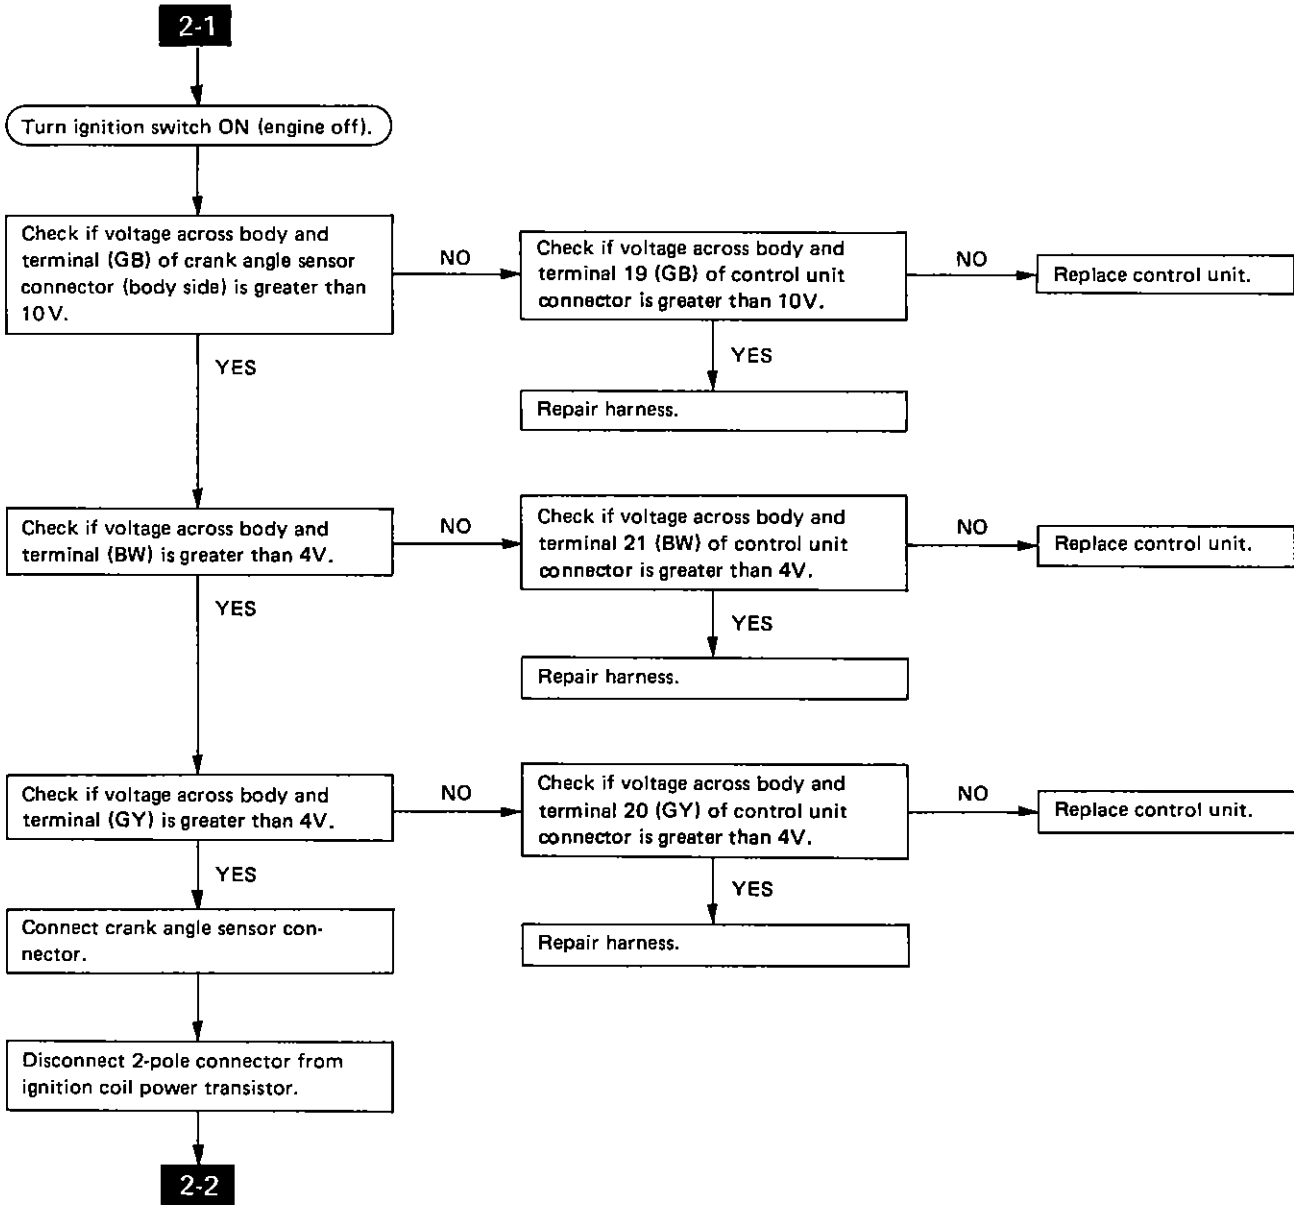 2-1
Turn ignition switch ON (engine off).
Check if voltage across body and
terminal (GB) of crank angle sensor
connector (body side) is greater than
10V.
NO
Check if voltage across body and
terminal 19 (GB) of control unit
connector is greater than 10V.
NO
Replace control unit.
YES
YES
Repair harness.
Check if voltage across body and
terminal (BW) is greater than 4V.
NO
Check if voltage across body and
terminal 21 (BW) of control unit
connector is greater than 4V.
NO
Replace control unit.
YES
YES
Repair harness.
Check if voltage across body and
terminal (GY) is greater than 4V.
NO
Check if voltage across body and
terminal 20 (GY) of control unit
connector is greater than 4V.
NO
Replace control unit.
YES
YES
Connect crank angle sensor con-
nector.
Repair harness.
Disconnect 2-pole connector from
ignition coil power transistor.
2-2